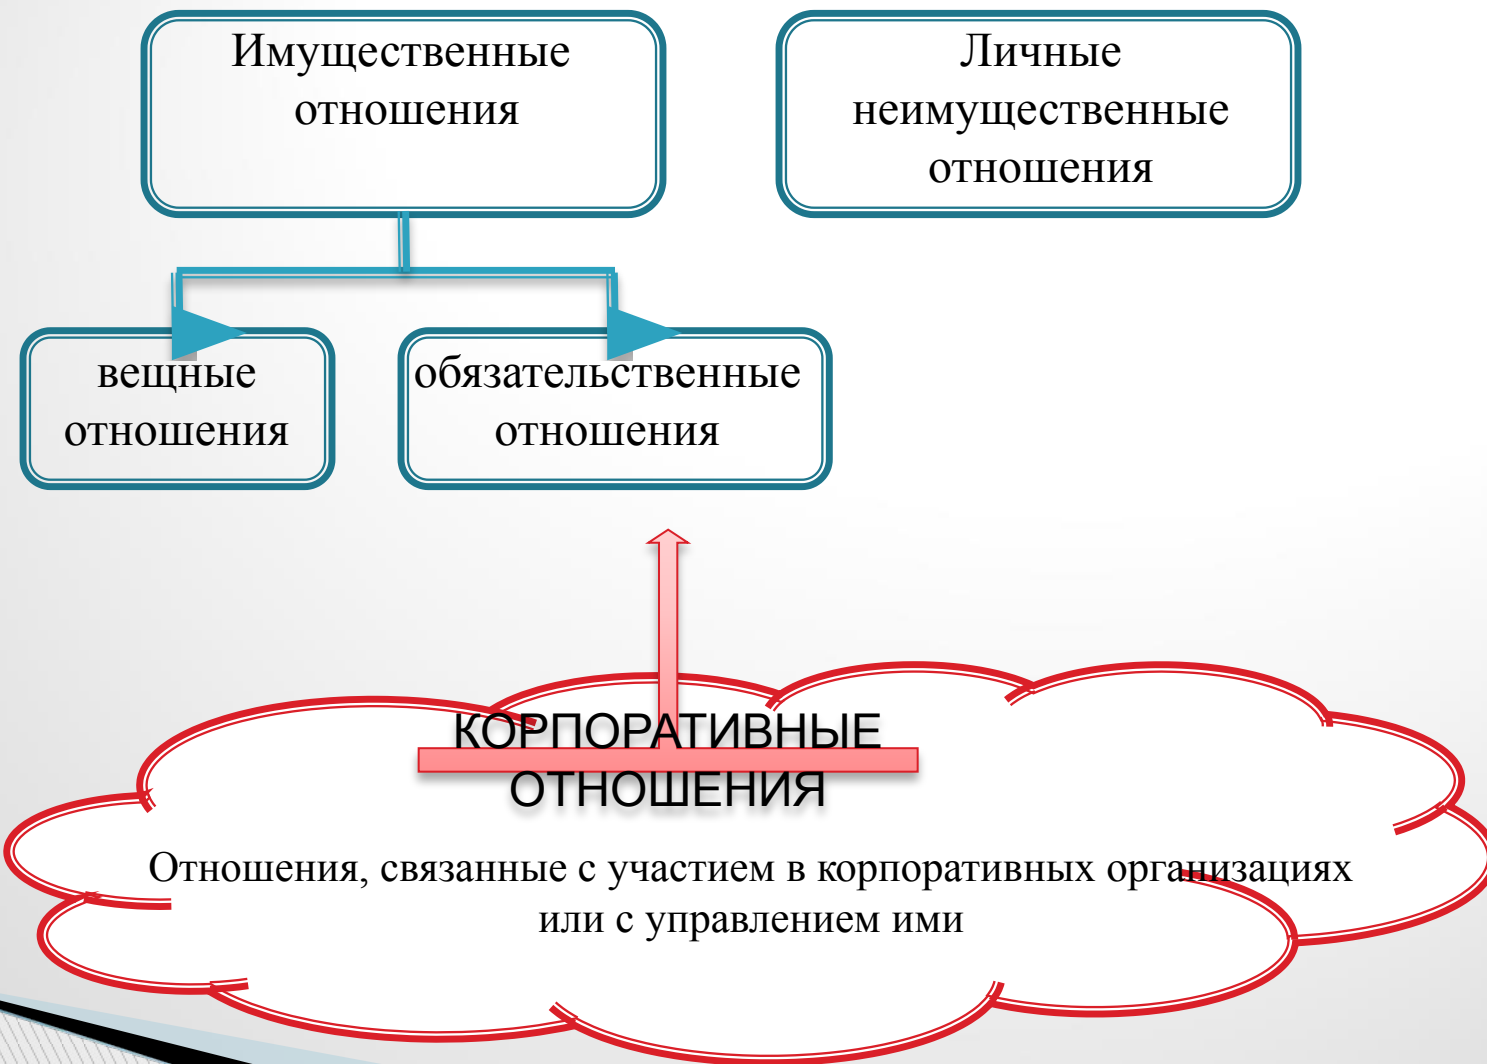 Имущественные
отношения
Личные
неимущественные
отношения
вещные
отношения
обязательственные
отношения
КОРПОРАТИВНЫЕ
ОТНОШЕНИЯ
Отношения, связанные с участием в корпоративных организациях
или с управлением ими